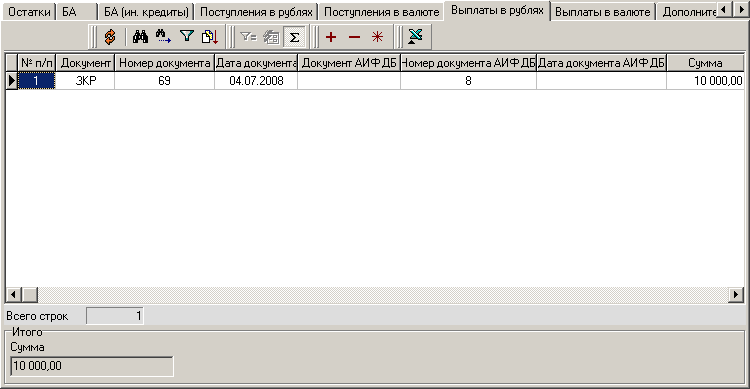 Остатки БА БА (ин. кредиты) Поступления в рублях Поступления в валюте Выплаты в рублях Выплаты в валюте Дополните
Σ
№ п/п Документ Номер документа Дата документа Документ АИФДБ Номер документа АИФДБ Дата документа АИФДБ Сумма
1 ЗКР 69 04.07.2008 8 10 000,00
Всего строк 1
Итого
Сумма
10 000,00